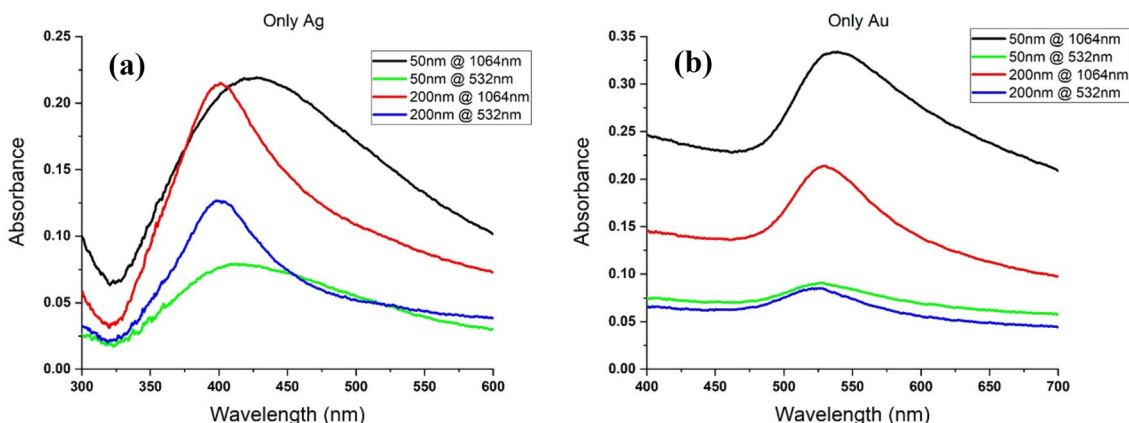 Only Ag
(a)
50nm @ 1064nm
50nm @ 532nm
200nm @ 1064nm
200nm @ 532nm
Absorbance
0.25
0.20
0.15
0.10
0.05
0.00
300 350 400 450 500 550 600
Wavelength (nm)
Only Au
(b)
50nm @ 1064nm
50nm @ 532nm
200nm @ 1064nm
200nm @ 532nm
Absorbance
0.35
0.30
0.25
0.20
0.15
0.10
0.05
0.00
400 450 500 550 600 650 700
Wavelength (nm)